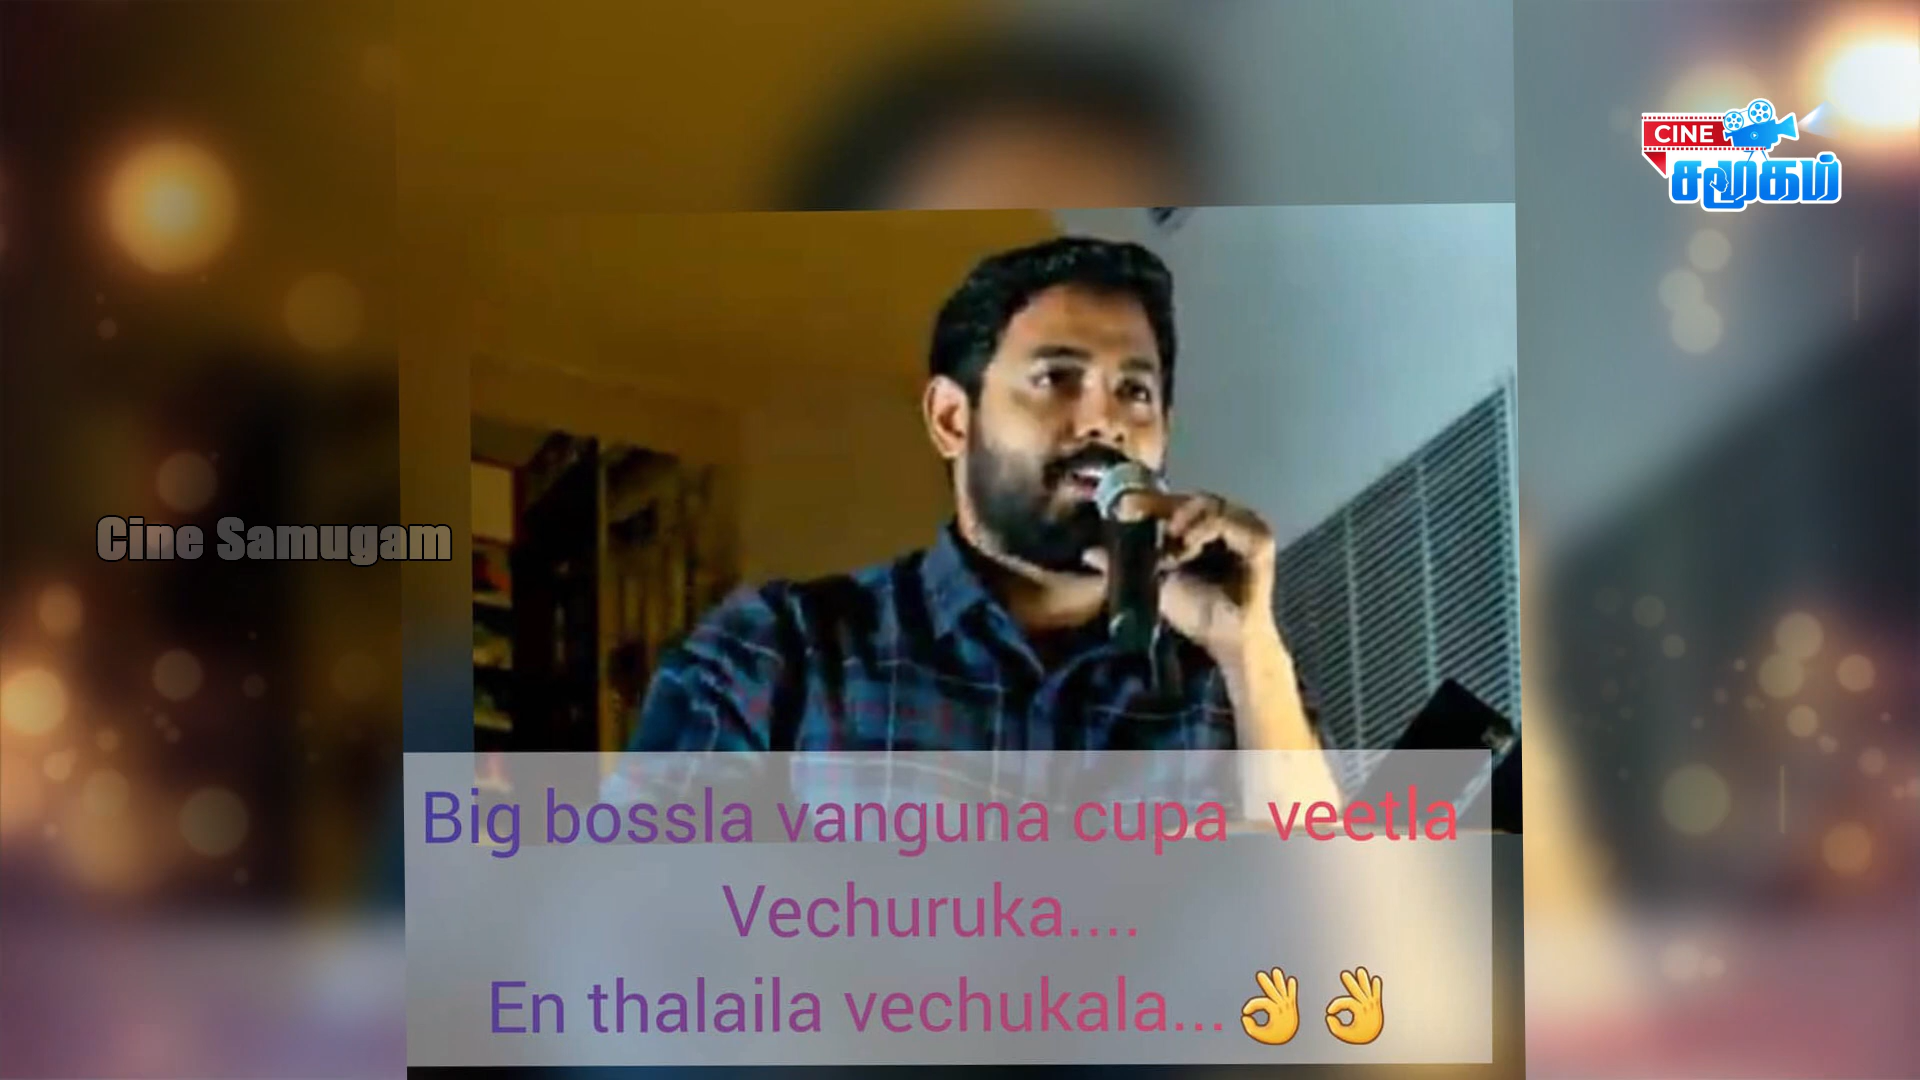 CINE
சமூகம்
Cine Samugam
Big bossla vanguna cupa veetla
Vechuruka....
En thalaila vechukala...👌👌